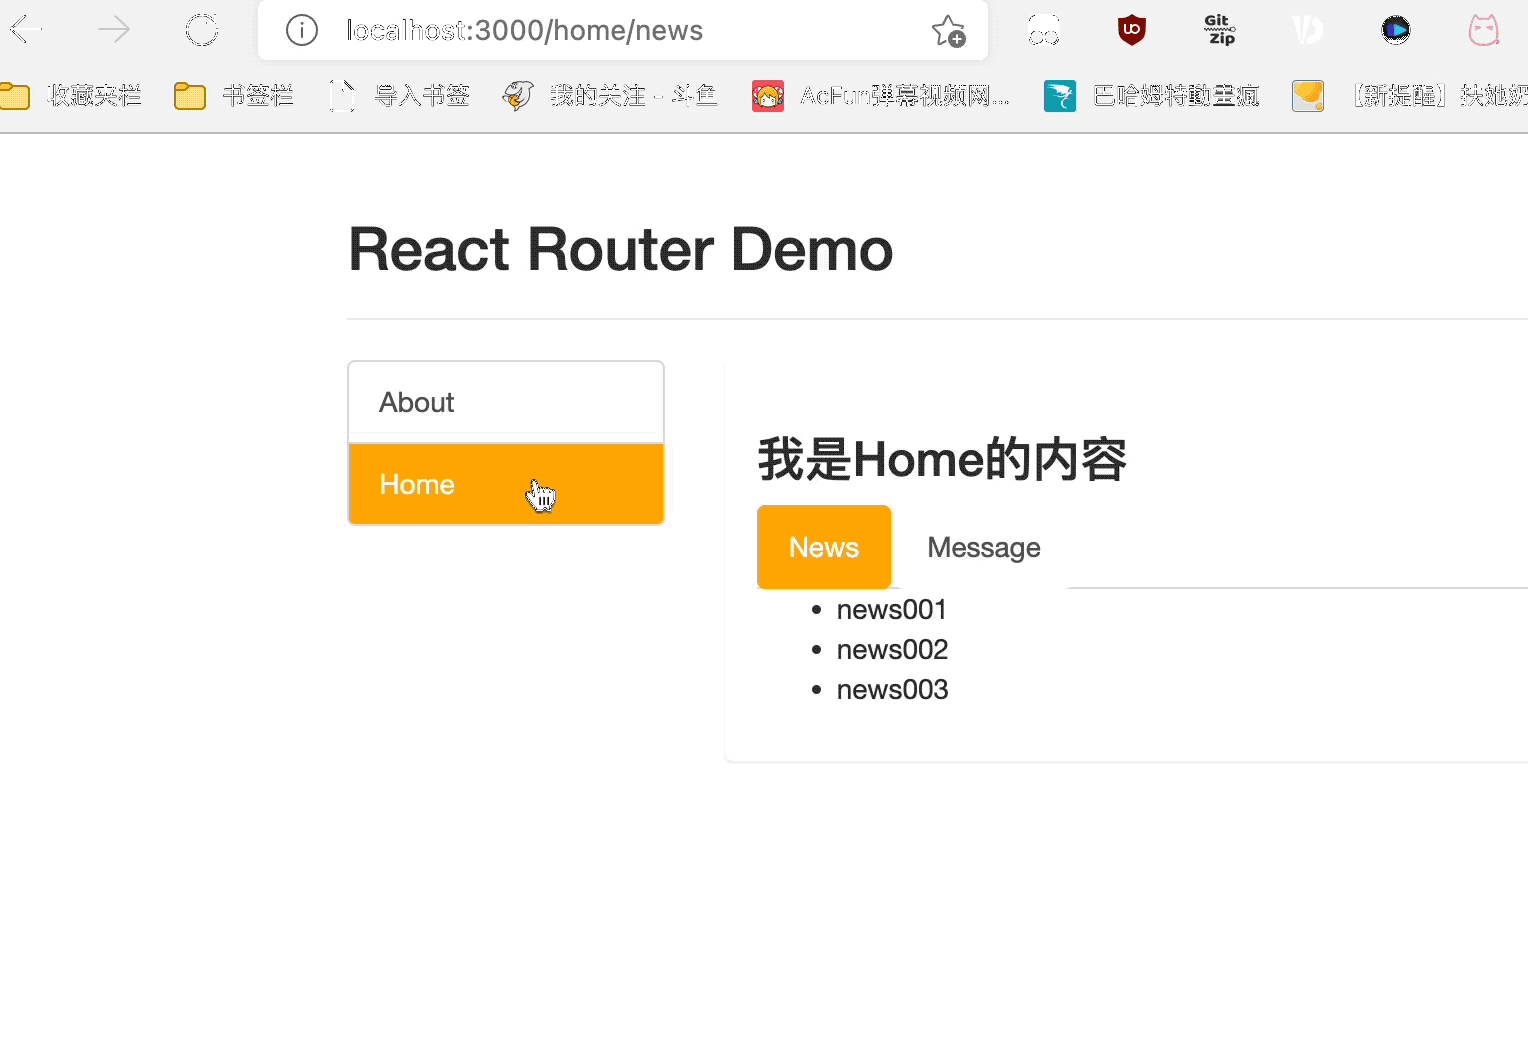 localhost:3000/home/news
Git Zip
收藏夹栏 书签栏 导入书签 我的关注 - 斗鱼 AcFun弹幕视频网... 巴哈姆特動畫瘋 【新提醒】扶她奶
React Router Demo
About
Home
我是Home的内容
News Message
news001
news002
news003